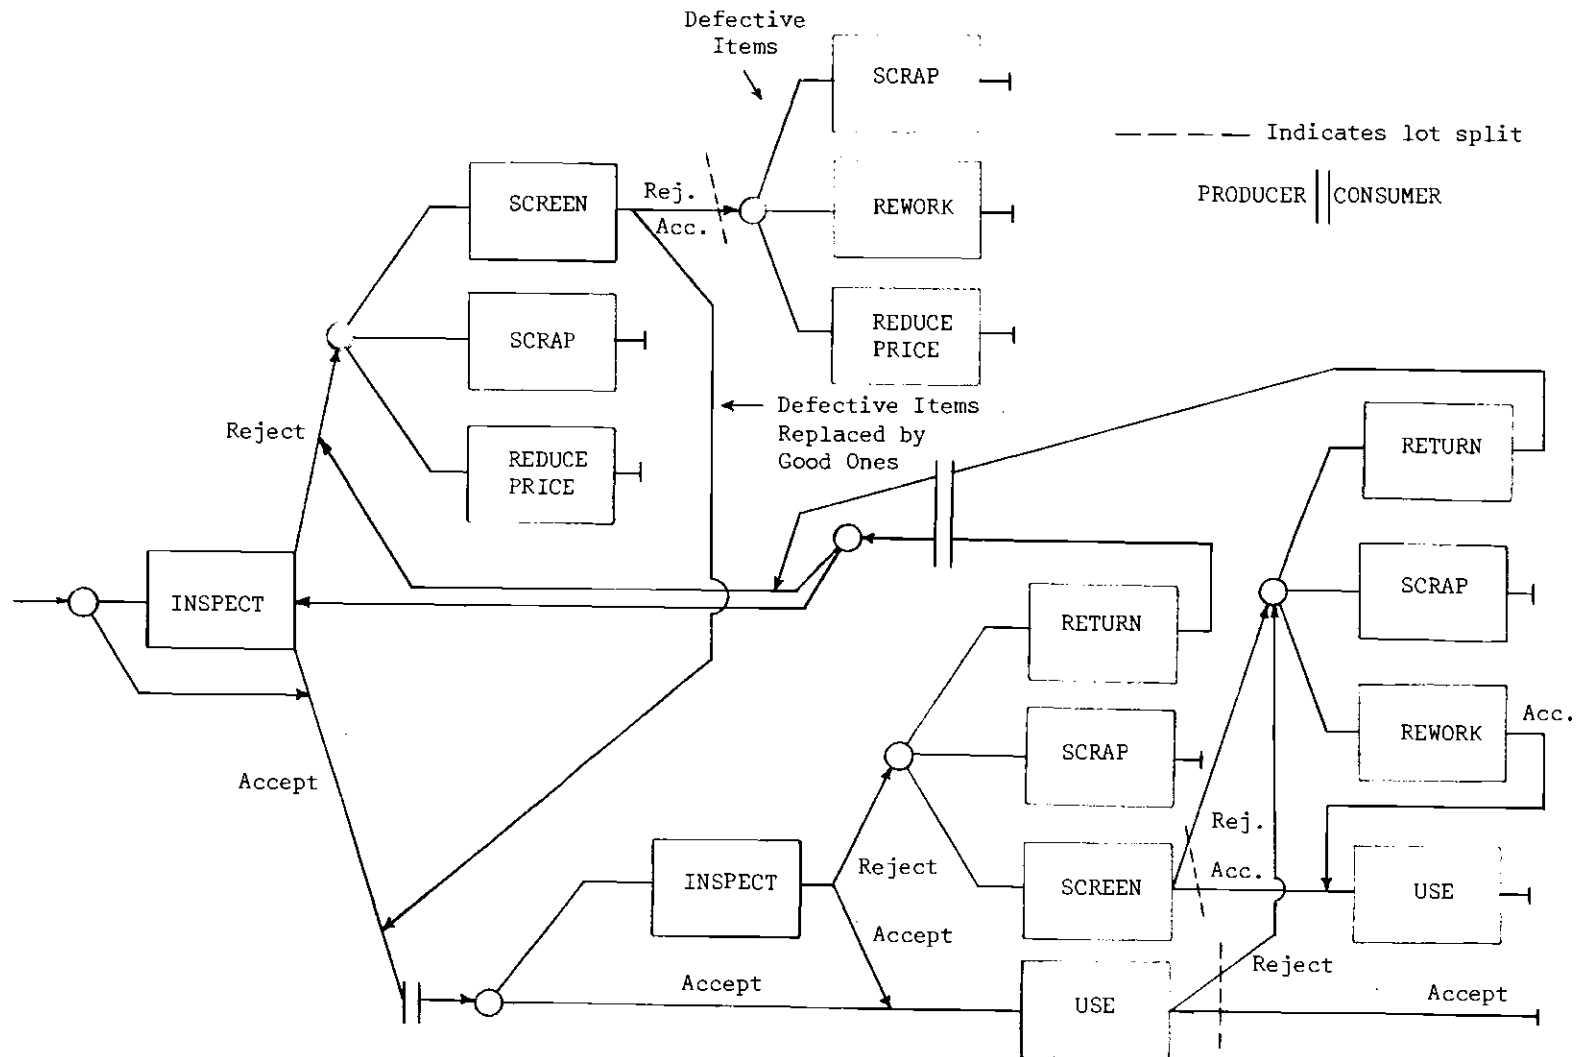 Defective
Items
SCRAP
— — — — Indicates lot split
SCREEN
Rej.
Acc.
REWORK
PRODUCER || CONSUMER
SCRAP
REDUCE
PRICE
Reject
Defective Items
Replaced by
Good Ones
REDUCE
PRICE
RETURN
INSPECT
SCRAP
RETURN
REWORK
Acc.
SCRAP
Accept
Rej.
Acc.
Reject
INSPECT
SCREEN
USE
Accept
Accept
Reject
USE
Accept